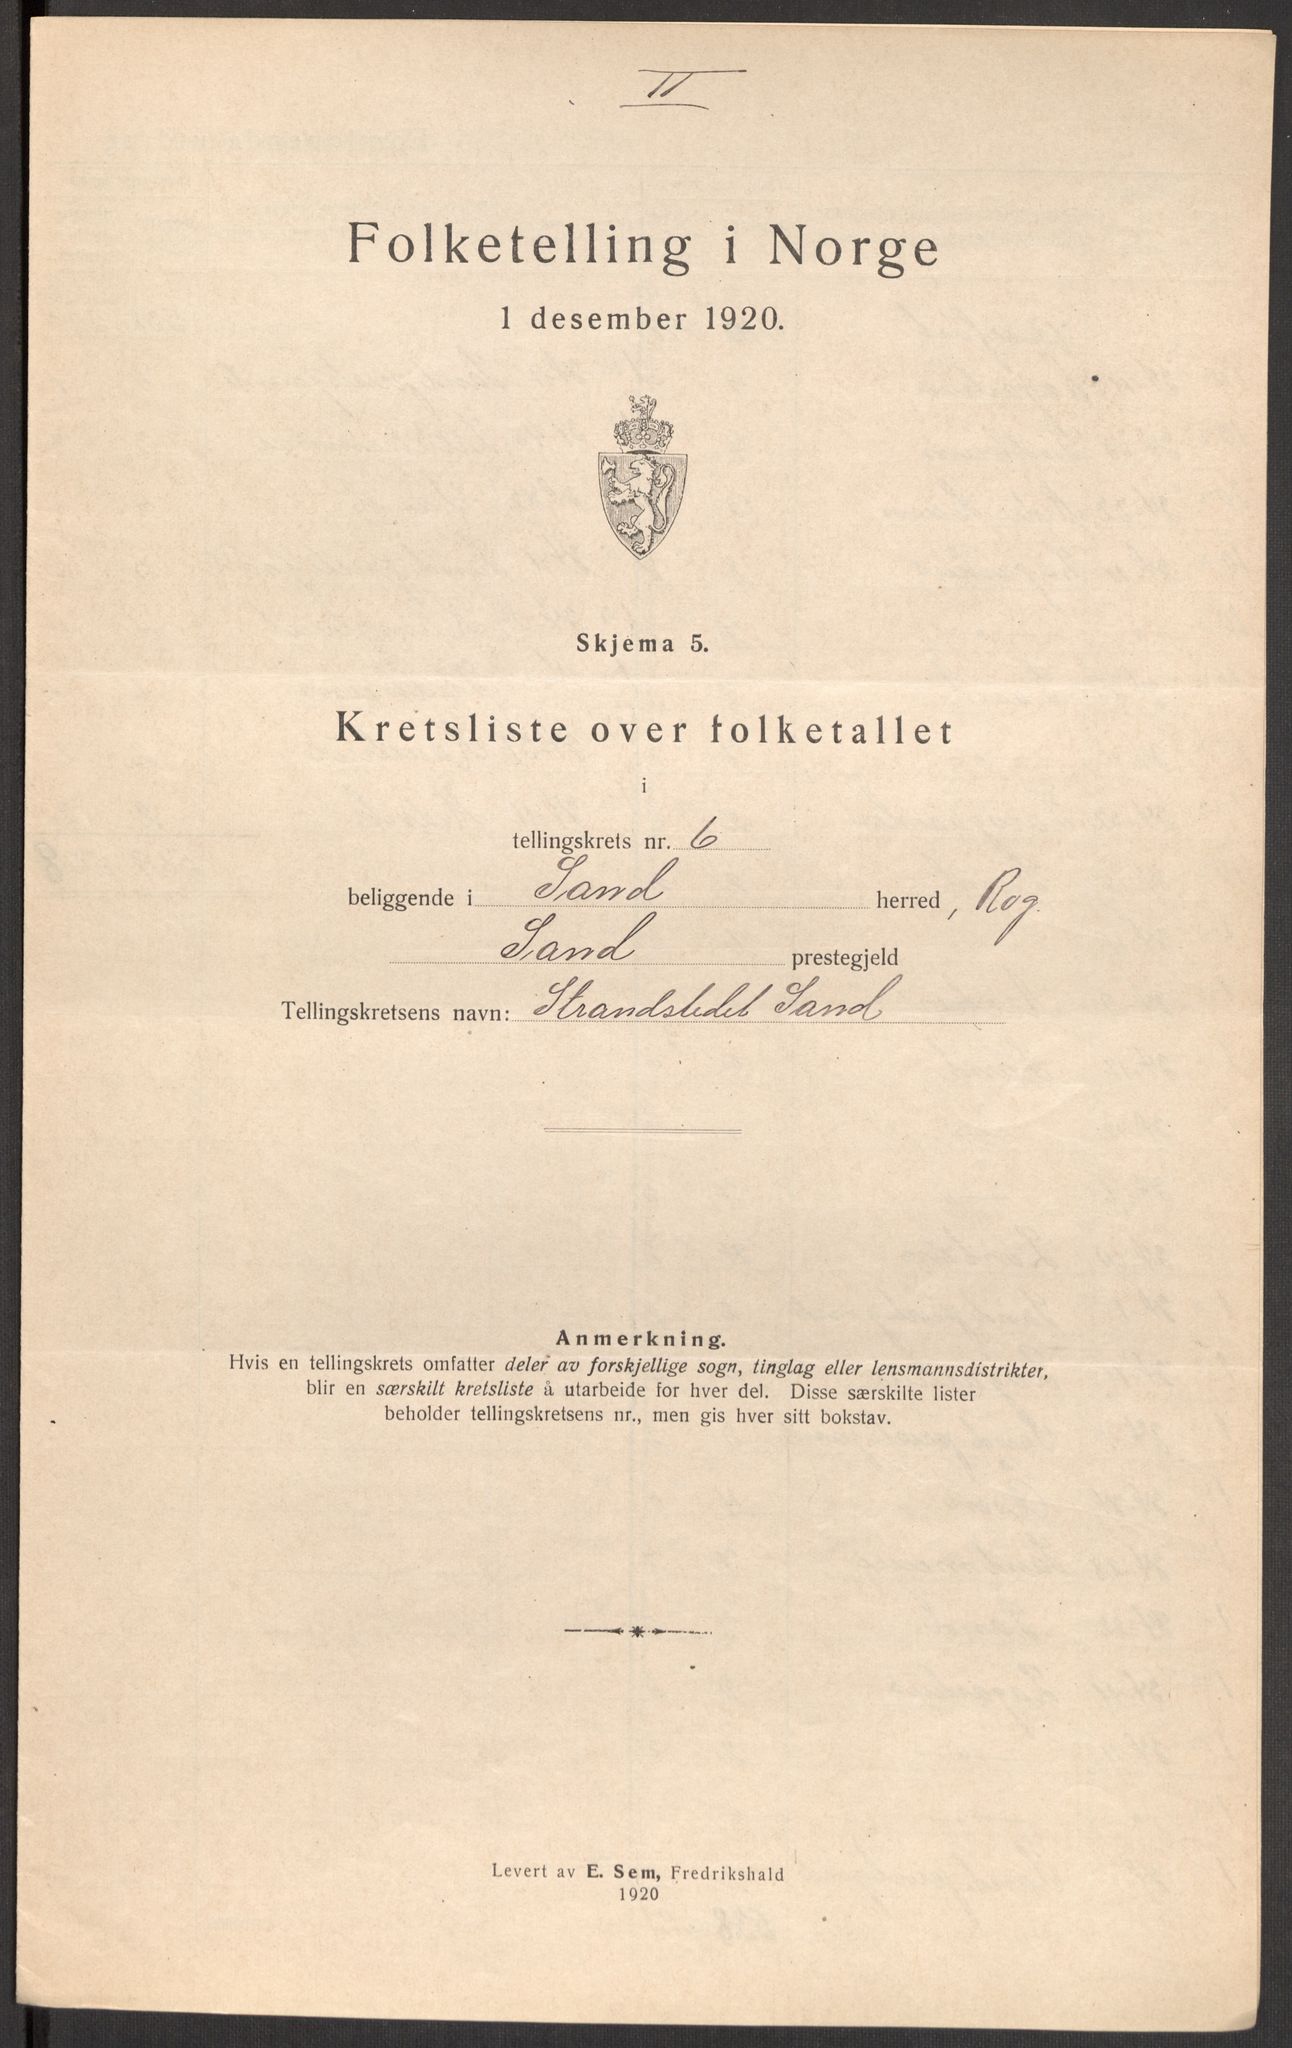 II
Folketelling i Norge
1 desember 1920.
Skjema 5.
Kretsliste over folketallet
i
tellingskrets nr. 6
beliggende i Sand herred, Rog.
Sand prestegjeld
Tellingskretsens navn: Strandstedet Sand
Anmerkning.
Hvis en tellingskrets omfatter deler av forskjellige sogn, tinglag eller lensmannsdistrikter,
blir en særskilt kretsliste å utarbeide for hver del. Disse særskilte lister
beholder tellingskretsens nr., men gis hver sitt bokstav.
Levert av E. Sem, Fredrikshald
1920